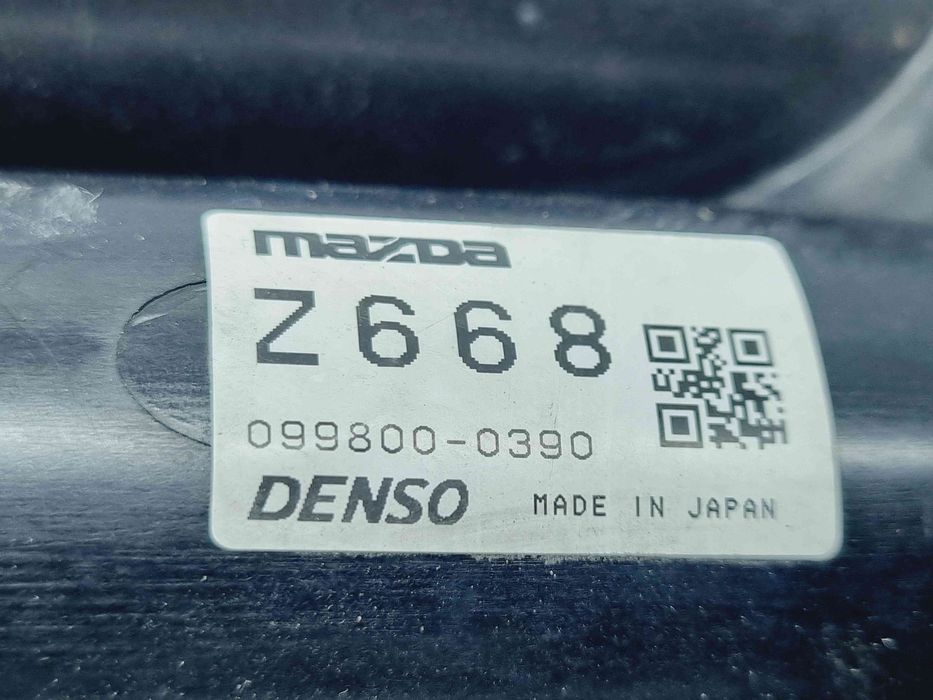 mazda
Z668
099800-0390
DENSO MADE IN JAPAN